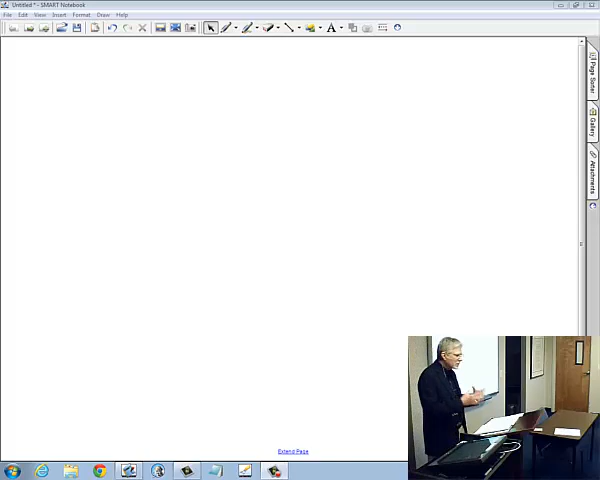 Untitled * - SMART Notebook
File Edit View Insert Format Draw Help
Page Sorter
Gallery
Attachments
Extend Page